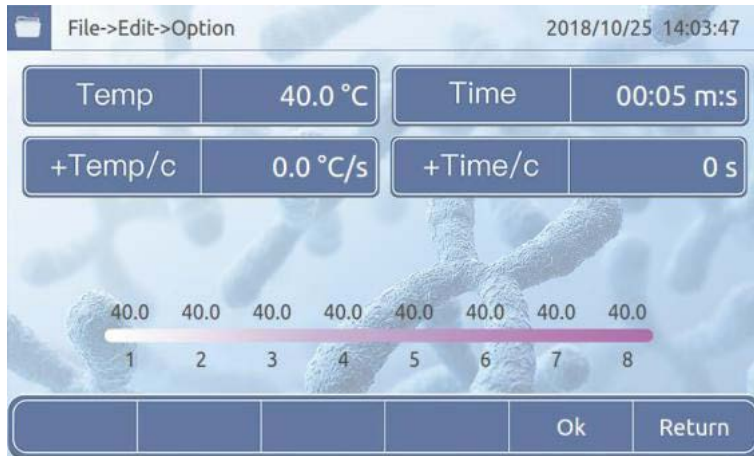 File->Edit->Option 2018/10/25 14:03:47
Temp 40.0 °C Time 00:05 m:s
+Temp/c 0.0 °C/s +Time/c 0 s
40.0 40.0 40.0 40.0 40.0 40.0 40.0 40.0
1 2 3 4 5 6 7 8
Ok Return